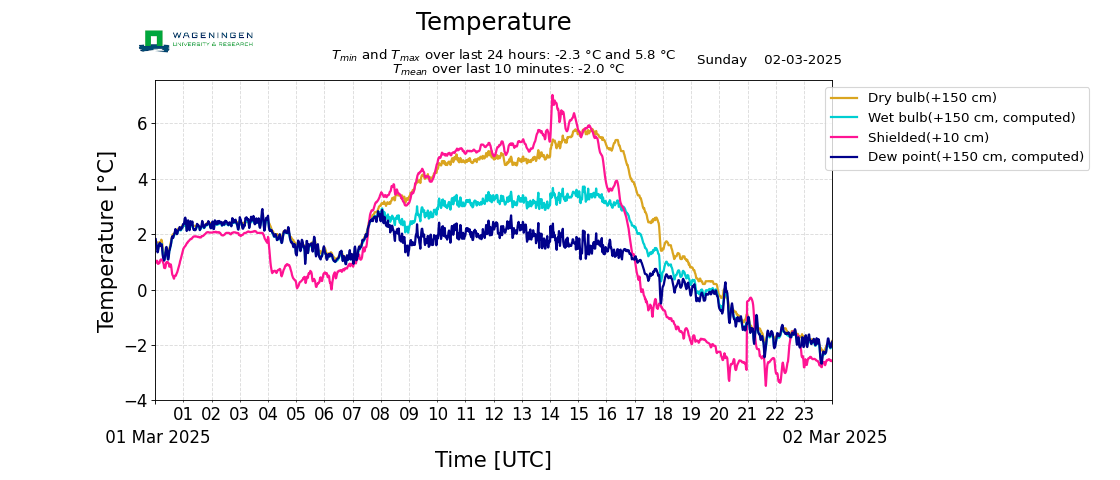 Temperature
WAGENINGEN
UNIVERSITY & RESEARCH
Tmin and Tmax over last 24 hours: -2.3 °C and 5.8 °C
Tmean over last 10 minutes: -2.0 °C
Sunday 02-03-2025
Dry bulb(+150 cm)
Wet bulb(+150 cm, computed)
Shielded(+10 cm)
Dew point(+150 cm, computed)
Temperature [°C]
6
4
2
0
−2
−4
01 02 03 04 05 06 07 08 09 10 11 12 13 14 15 16 17 18 19 20 21 22 23
01 Mar 2025 02 Mar 2025
Time [UTC]